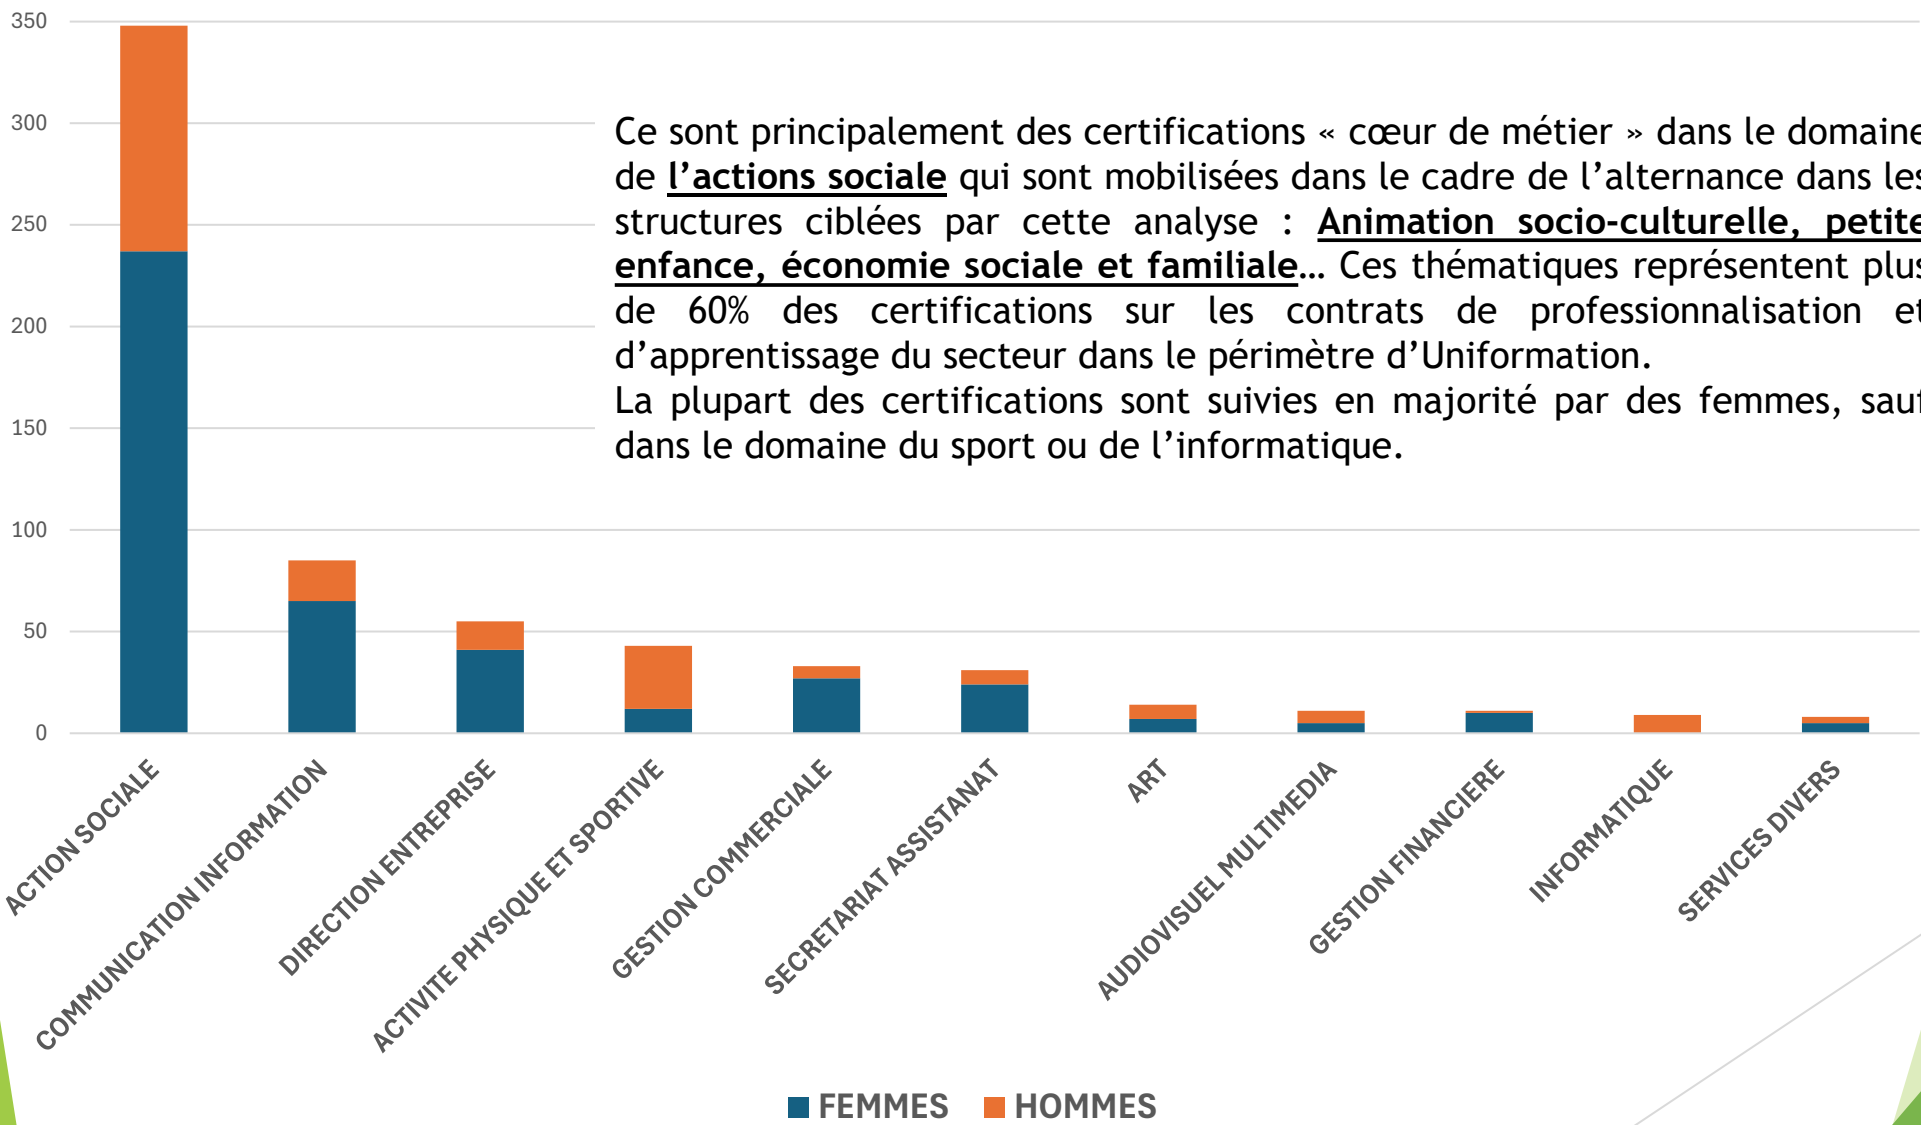 350
300
250
200
150
100
50
0
Ce sont principalement des certifications « cœur de métier » dans le domaine
de l’actions sociale qui sont mobilisées dans le cadre de l’alternance dans les
structures ciblées par cette analyse : Animation socio-culturelle, petite
enfance, économie sociale et familiale… Ces thématiques représentent plus
de 60% des certifications sur les contrats de professionnalisation et
d’apprentissage du secteur dans le périmètre d’Uniformation.
La plupart des certifications sont suivies en majorité par des femmes, sauf
dans le domaine du sport ou de l’informatique.
ACTION SOCIALE
COMMUNICATION INFORMATION
DIRECTION ENTREPRISE
ACTIVITE PHYSIQUE ET SPORTIVE
GESTION COMMERCIALE
SECRETARIAT ASSISTANAT
ART
AUDIOVISUEL MULTIMEDIA
GESTION FINANCIERE
INFORMATIQUE
SERVICES DIVERS
FEMMES HOMMES